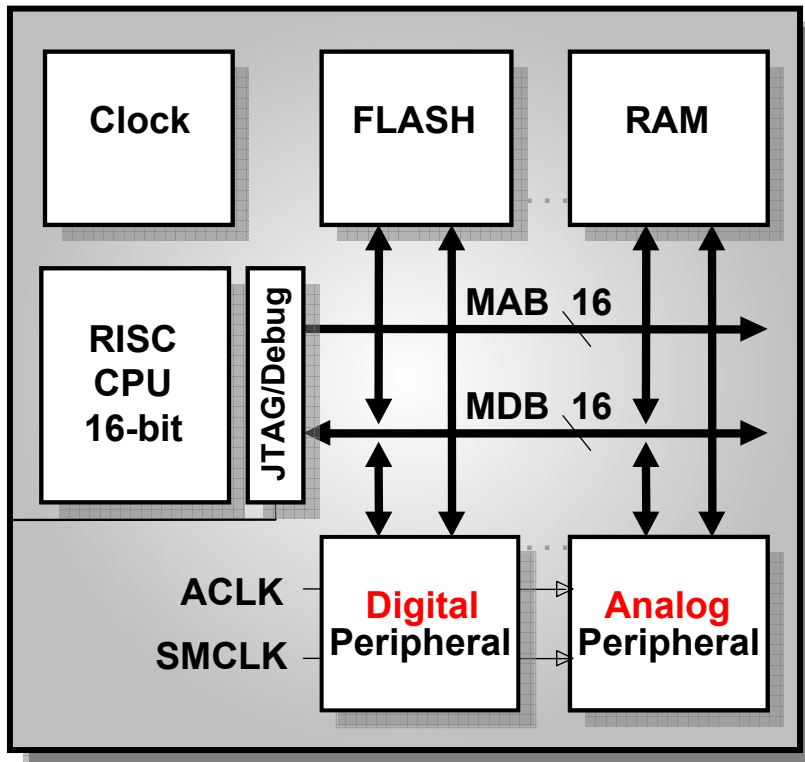 Clock
FLASH
RAM
RISC
CPU
16-bit
JTAG/Debug
MAB 16
MDB 16
ACLK
SMCLK
Digital
Peripheral
Analog
Peripheral